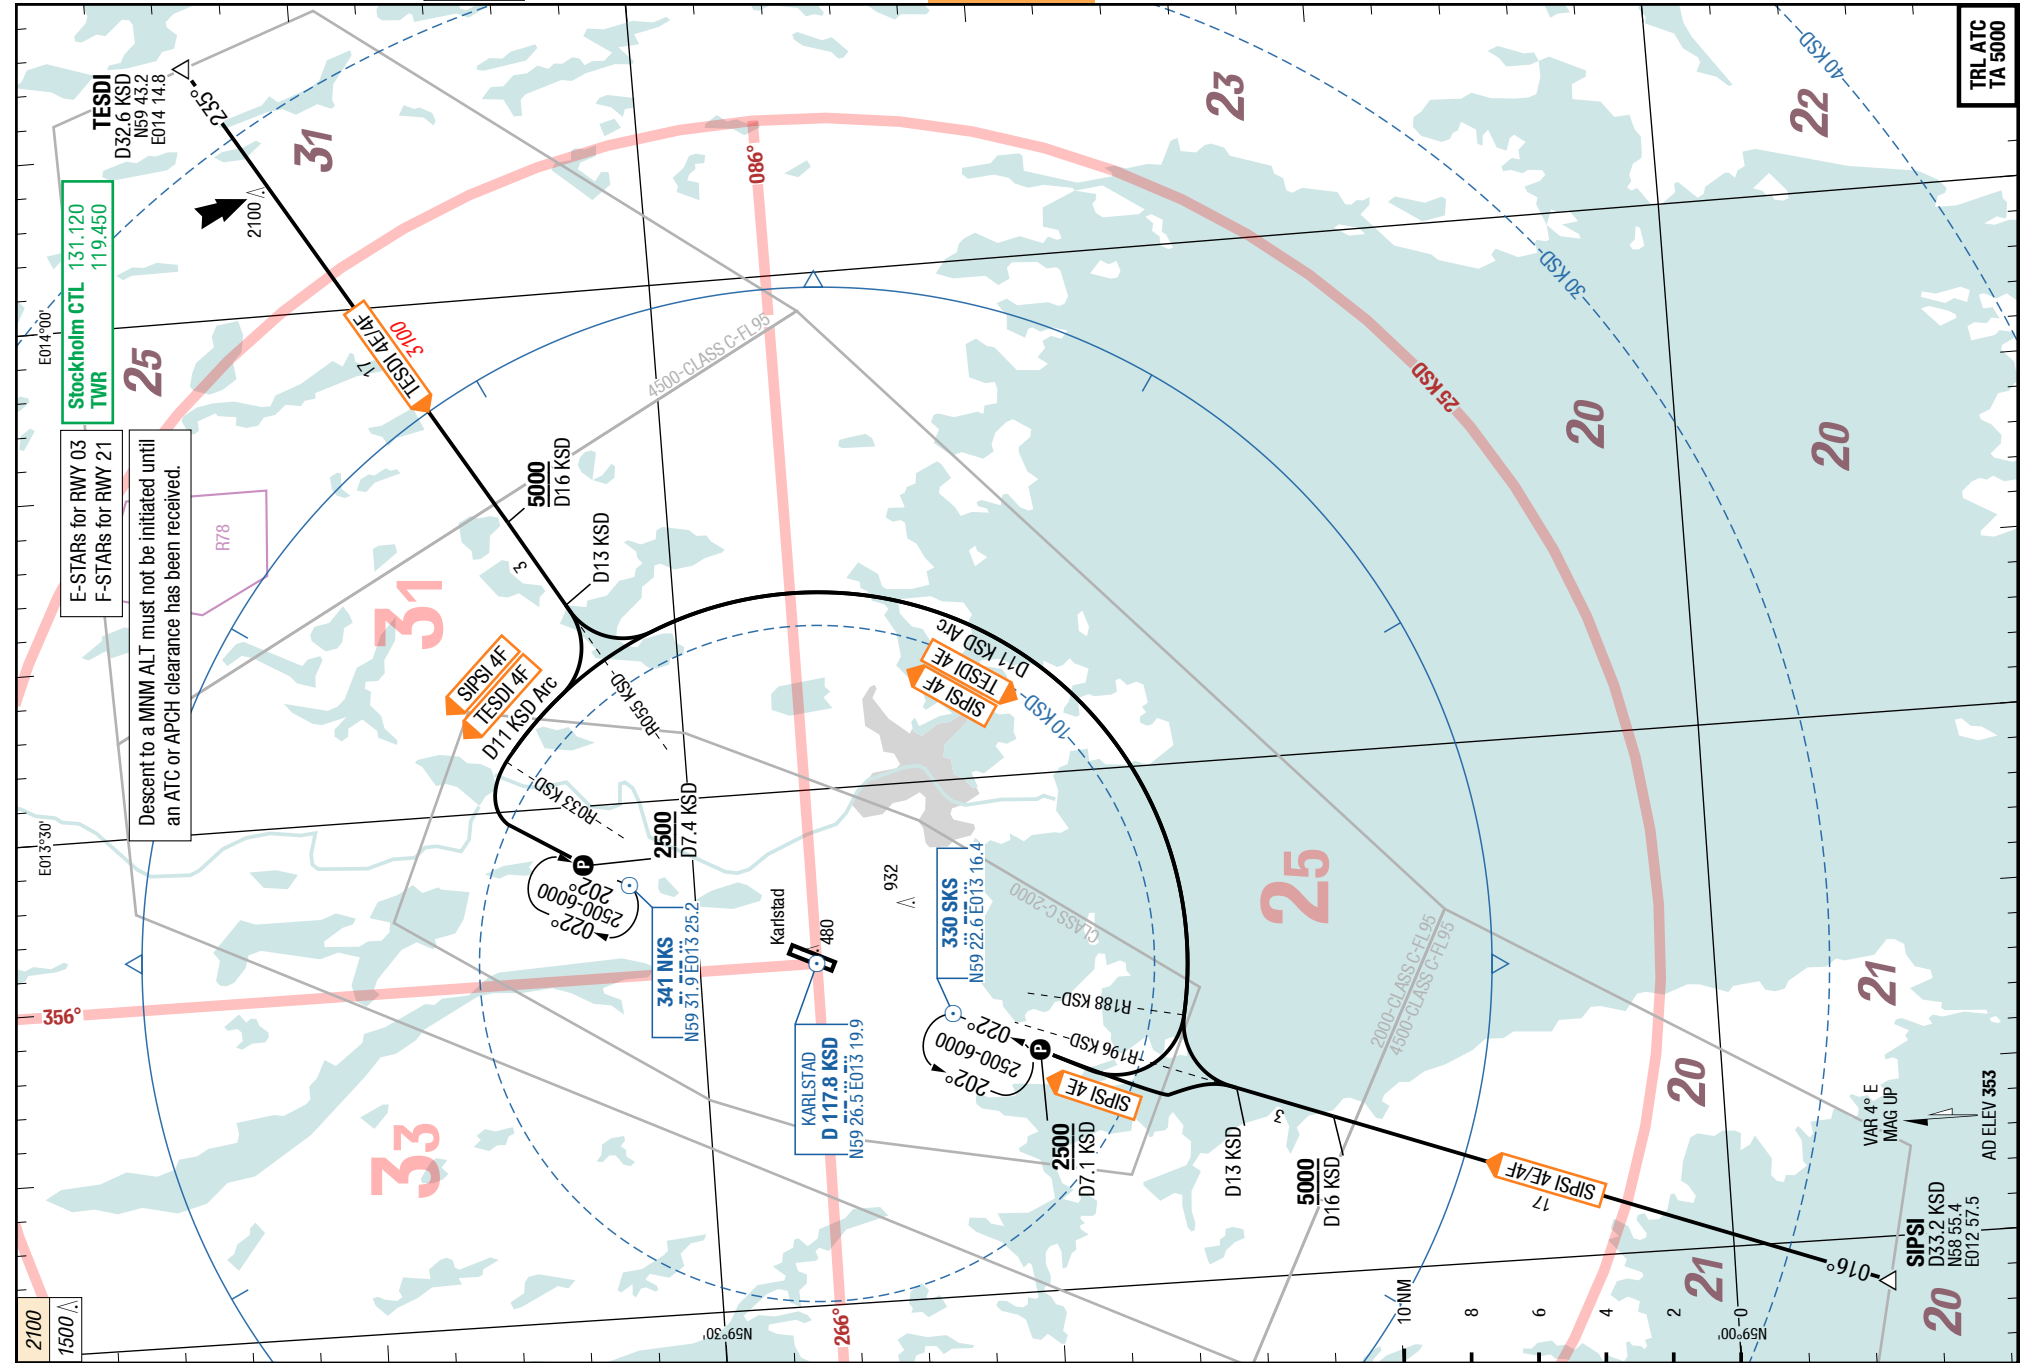 TRL ATC
TA 5000
TESDI
D32.6 KSD
N59 43.2
E014 14.8
235°
31
2100
Stockholm CTL 131.120
TWR 119.450
E-STARs for RWY 03
F-STARs for RWY 21
Descent to a MNM ALT must not be initiated until
an ATC or APCH clearance has been received.
E014°00'
25
R78
TESDI 4E/4F
3100
17
086°
4500-CLASS C-FL95
23
22
40 KSD
30 KSD
25 KSD
20
20
5000
D16 KSD
3
D13 KSD
31
SIPSI 4F
TESDI 4F
D11 KSD Arc
R055 KSD
R033 KSD
D11 KSD Arc
TESDI 4E
SIPSI 4F
10 KSD
E013°30'
2500
D7.4 KSD
P
202°
2500-6000
022°
341 NKS
N59 31.9 E013 25.2
Karlstad
480
932
356°
KARLSTAD
D 117.8 KSD
N59 26.5 E013 19.9
330 SKS
N59 22.6 E013 16.4
CLASS C-2000
25
R188 KSD
R196 KSD
022°
2500-6000
202°
P
SIPSI 4E
2500
D7.1 KSD
2000-CLASS C-FL95
4500-CLASS C-FL95
D13 KSD
3
5000
D16 KSD
33
SIPSI 4E/4F
17
21
20
VAR 4° E
MAG UP
AD ELEV 353
016°
SIPSI
D33.2 KSD
N58 55.4
E012 57.5
21
20
266°
N59°30'
N59°00'
10 NM
8
6
4
2
0
2100
1500